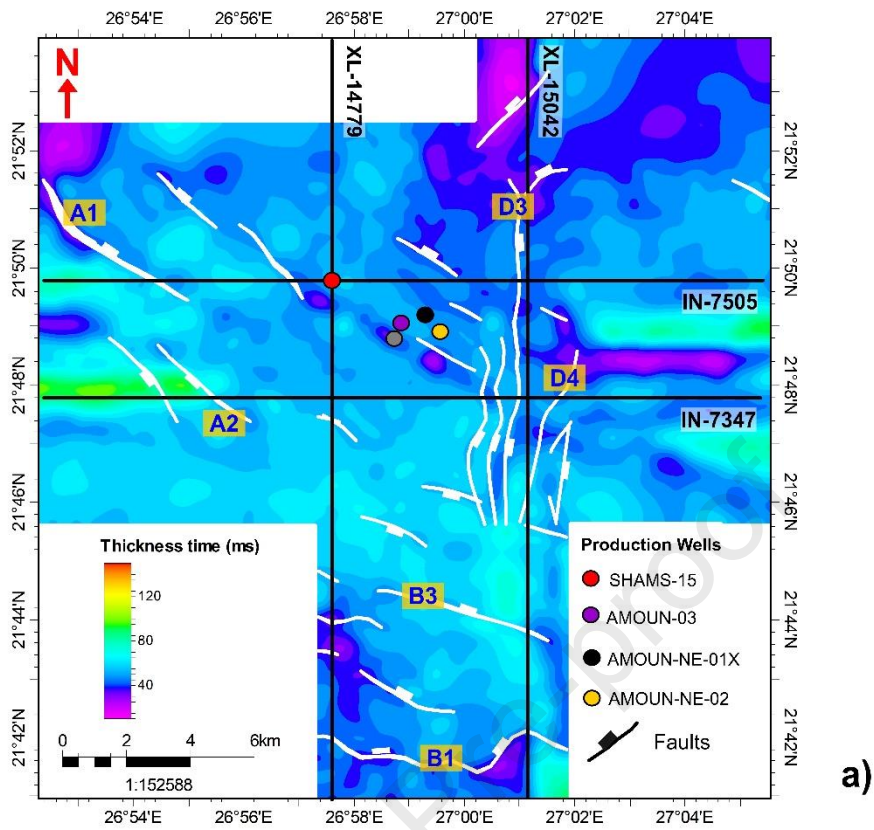 26°54'E 26°56'E 26°58'E 27°00'E 27°02'E 27°04'E
N
XL-14779
XL-15042
21°52'N
21°50'N
21°48'N
21°46'N
21°44'N
21°42'N
21°52'N
21°50'N
21°48'N
21°46'N
21°44'N
21°42'N
A1
D3
IN-7505
D4
A2
IN-7347
B3
B1
Thickness time (ms)
120
80
40
0 2 4 6km
1:152588
Production Wells
SHAMS-15
AMOUN-03
AMOUN-NE-01X
AMOUN-NE-02
Faults
a)
26°54'E 26°56'E 26°58'E 27°00'E 27°02'E 27°04'E